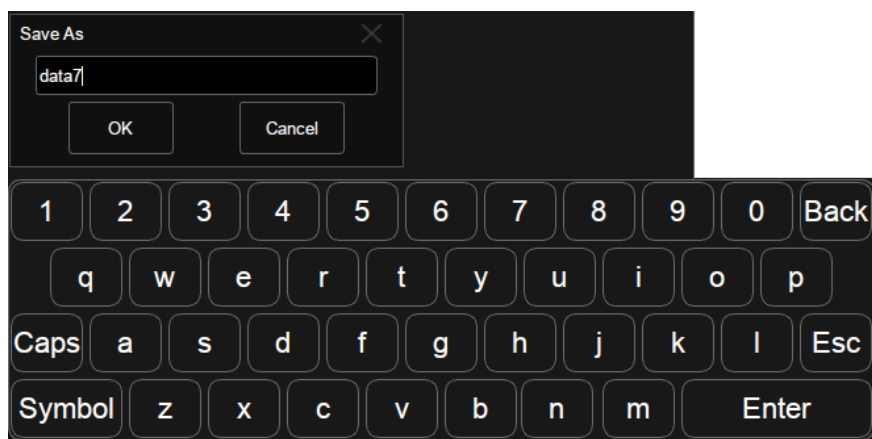 Save As
data7
OK Cancel
1 2 3 4 5 6 7 8 9 0 Back
q w e r t y u i o p
Caps a s d f g h j k l Esc
Symbol z x c v b n m Enter